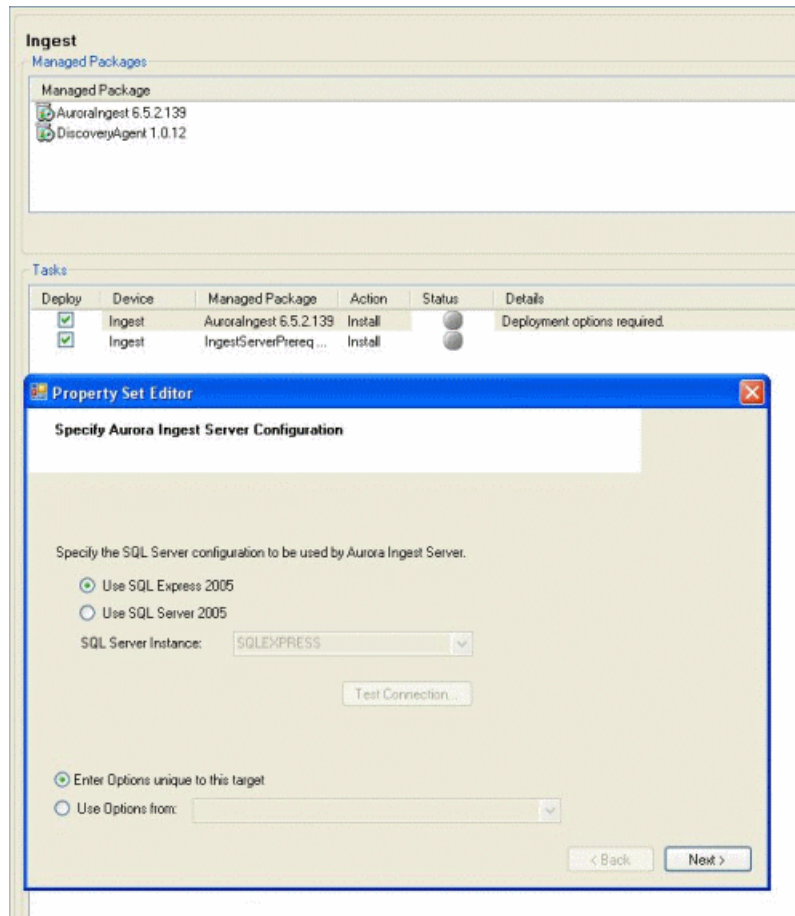 Ingest
Managed Packages
Managed Package
AuroraIngest 6.5.2.139
DiscoveryAgent 1.0.12
Tasks
Deploy Device Managed Package Action Status Details
Ingest AuroraIngest 6.5.2.139 Install Deployment options required.
Ingest IngestServerPrereq ... Install
Property Set Editor
Specify Aurora Ingest Server Configuration
Specify the SQL Server configuration to be used by Aurora Ingest Server.
Use SQL Express 2005
Use SQL Server 2005
SQL Server Instance: SQLEXPRESS
Test Connection...
Enter Options unique to this target
Use Options from:
< Back Next >